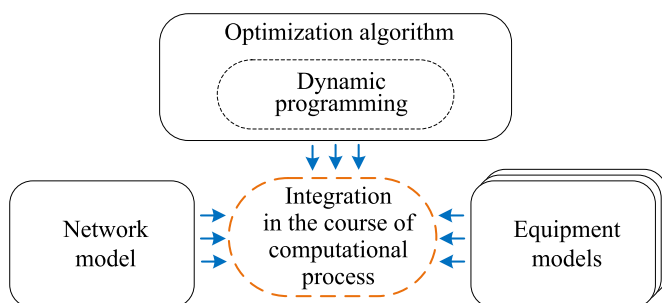 Optimization algorithm
Dynamic
programming
Integration
in the course of
computational
process
Network
model
Equipment
models